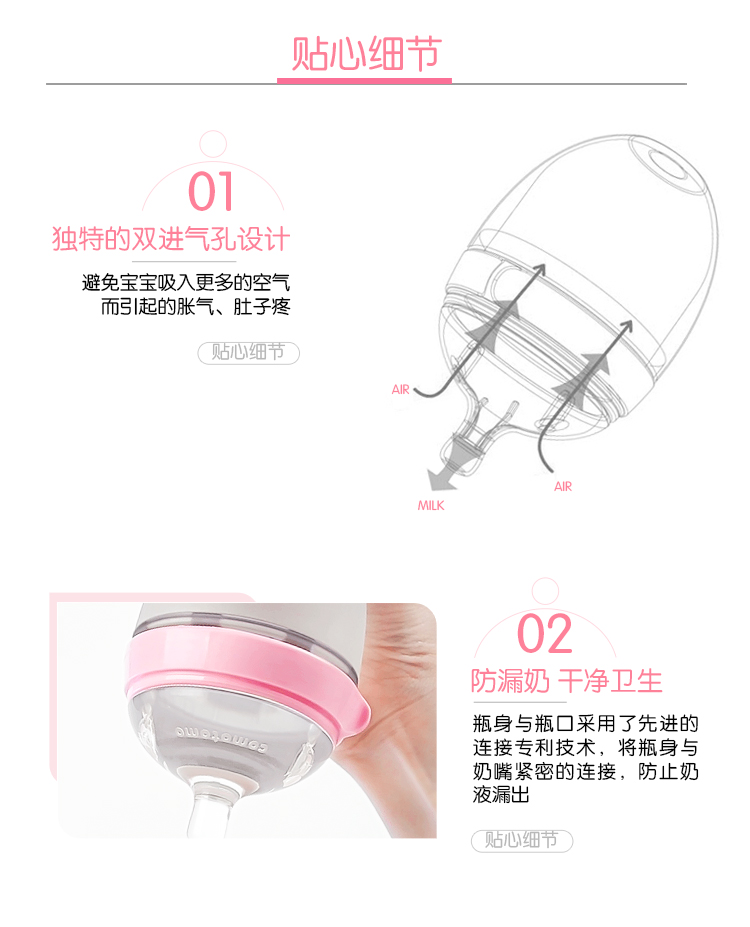 贴心细节
01
独特的双进气孔设计
避免宝宝吸入更多的空气
而引起的胀气、肚子疼
贴心细节
AIR
AIR
MILK
02
防漏奶 干净卫生
瓶身与瓶口采用了先进的
连接专利技术，将瓶身与
奶嘴紧密的连接，防止奶
液漏出
贴心细节
comotomo